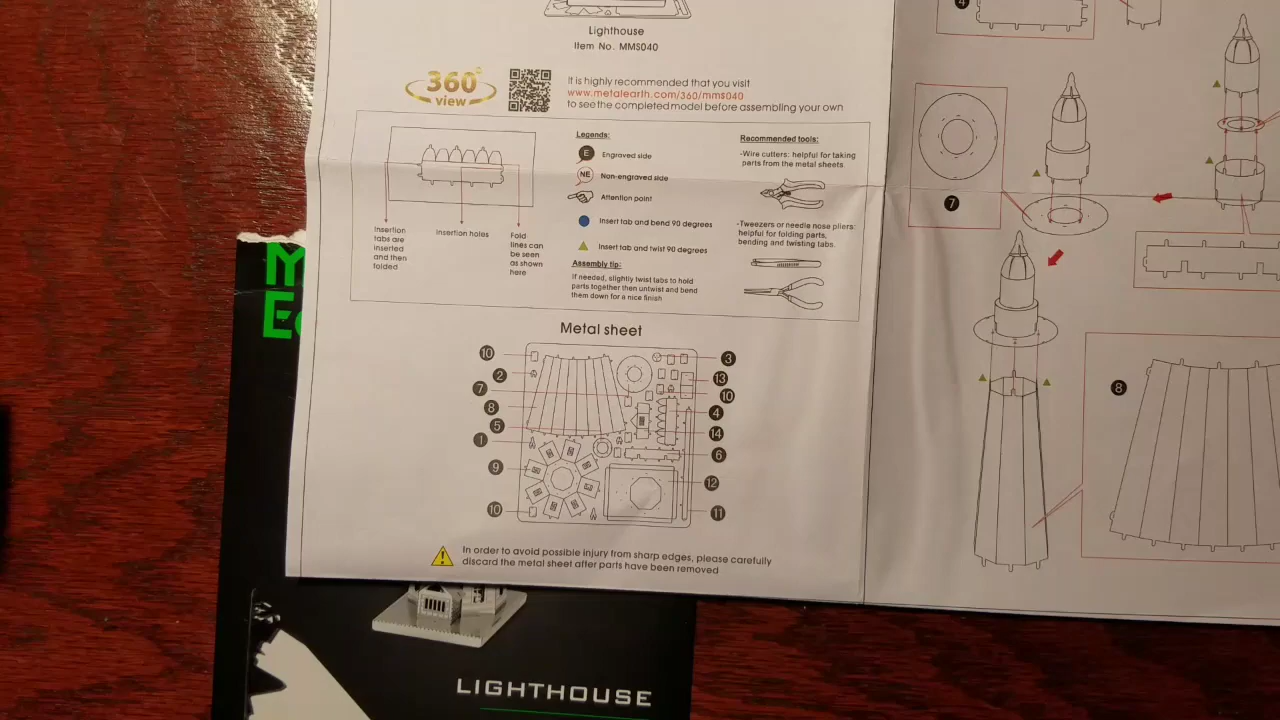 Lighthouse
Item No. MMS040
360°
view
It is highly recommended that you visit
www.metalearth.com/360/mms040
to see the completed model before assembling your own
Insertion
tabs are
inserted
and then
folded
Insertion holes
Fold
lines can
be seen
as shown
here
Legends:
E
Engraved side
NE
Non-engraved side
Attention point
Insert tab and bend 90 degrees
Insert tab and twist 90 degrees
Assembly tip:
If needed, slightly twist tabs to hold
parts together then untwist and bend
them down for a nice finish
Recommended tools:
-Wire cutters: helpful for taking
parts from the metal sheets.
-Tweezers or needle nose pliers:
helpful for folding parts,
bending and twisting tabs.
Metal sheet
10
2
7
8
5
1
9
10
3
13
10
4
14
6
12
11
In order to avoid possible injury from sharp edges, please carefully
discard the metal sheet after parts have been removed
4
7
8
LIGHTHOUSE